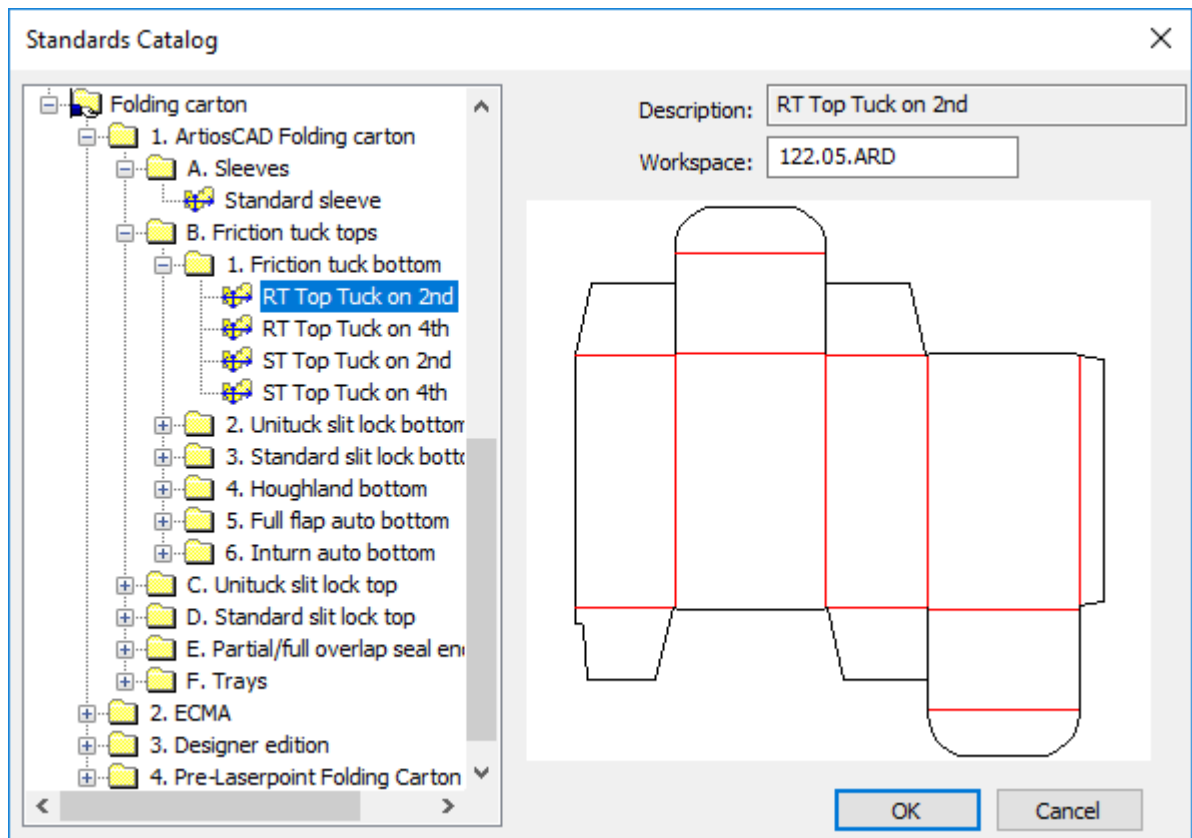 Standards Catalog
Folding carton
1. ArtiosCAD Folding carton
A. Sleeves
Standard sleeve
B. Friction tuck tops
1. Friction tuck bottom
RT Top Tuck on 2nd
RT Top Tuck on 4th
ST Top Tuck on 2nd
ST Top Tuck on 4th
2. Unituck slit lock bottom
3. Standard slit lock botto
4. Houghland bottom
5. Full flap auto bottom
6. Inturn auto bottom
C. Unituck slit lock top
D. Standard slit lock top
E. Partial/full overlap seal en
F. Trays
2. ECMA
3. Designer edition
4. Pre-Laserpoint Folding Carton
Description: RT Top Tuck on 2nd
Workspace: 122.05.ARD
OK Cancel